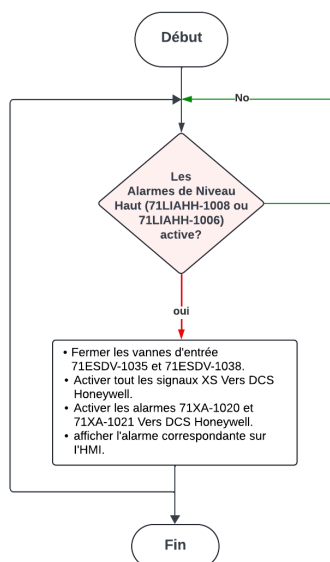 Début
No
Les
Alarmes de Niveau
Haut (71LIAHH-1008 ou
71LIAHH-1006)
active?
oui
• Fermer les vannes d'entrée
71ESDV-1035 et 71ESDV-1038.
• Activer tout les signaux XS Vers DCS
Honeywell.
• Activer les alarmes 71XA-1020 et
71XA-1021 Vers DCS Honeywell.
• afficher l'alarme correspondante sur
l'HMI.
Fin